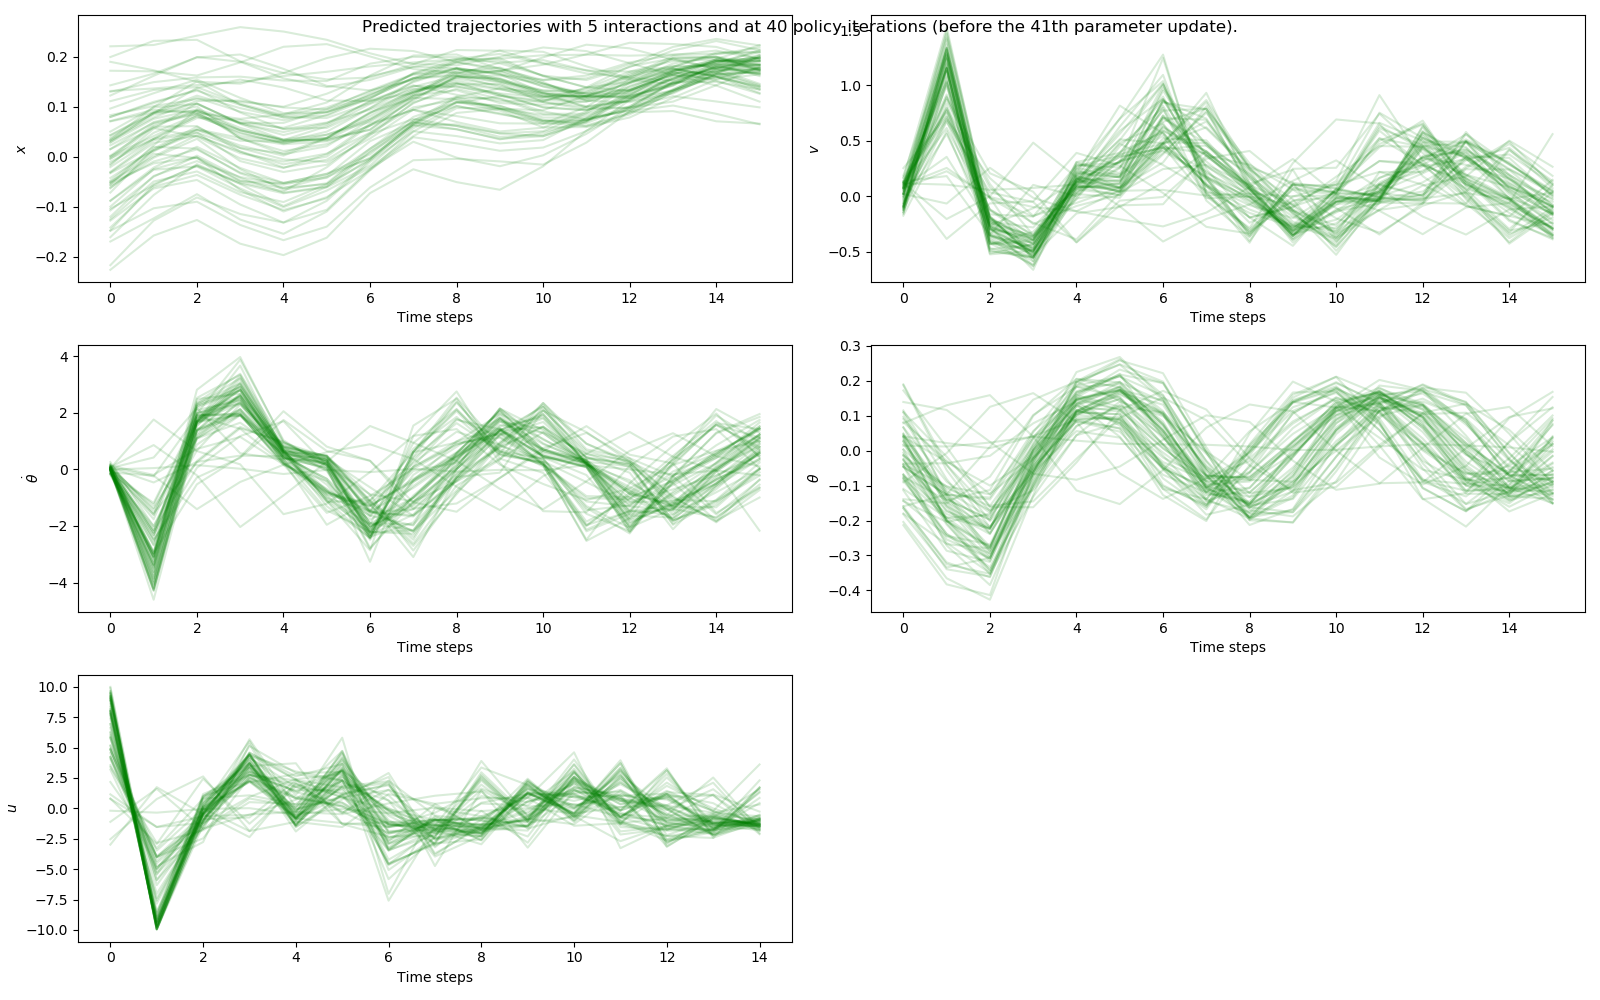 Predicted trajectories with 5 interactions and at 40 policy iterations (before the 41th parameter update).
0.2
0.1
0.0
−0.1
−0.2
x
0 2 4 6 8 10 12 14
Time steps
1.5
1.0
0.5
0.0
−0.5
v
0 2 4 6 8 10 12 14
Time steps
4
2
0
−2
−4
θ̇
0 2 4 6 8 10 12 14
Time steps
0.3
0.2
0.1
0.0
−0.1
−0.2
−0.3
−0.4
θ
0 2 4 6 8 10 12 14
Time steps
10.0
7.5
5.0
2.5
0.0
−2.5
−5.0
−7.5
−10.0
u
0 2 4 6 8 10 12 14
Time steps